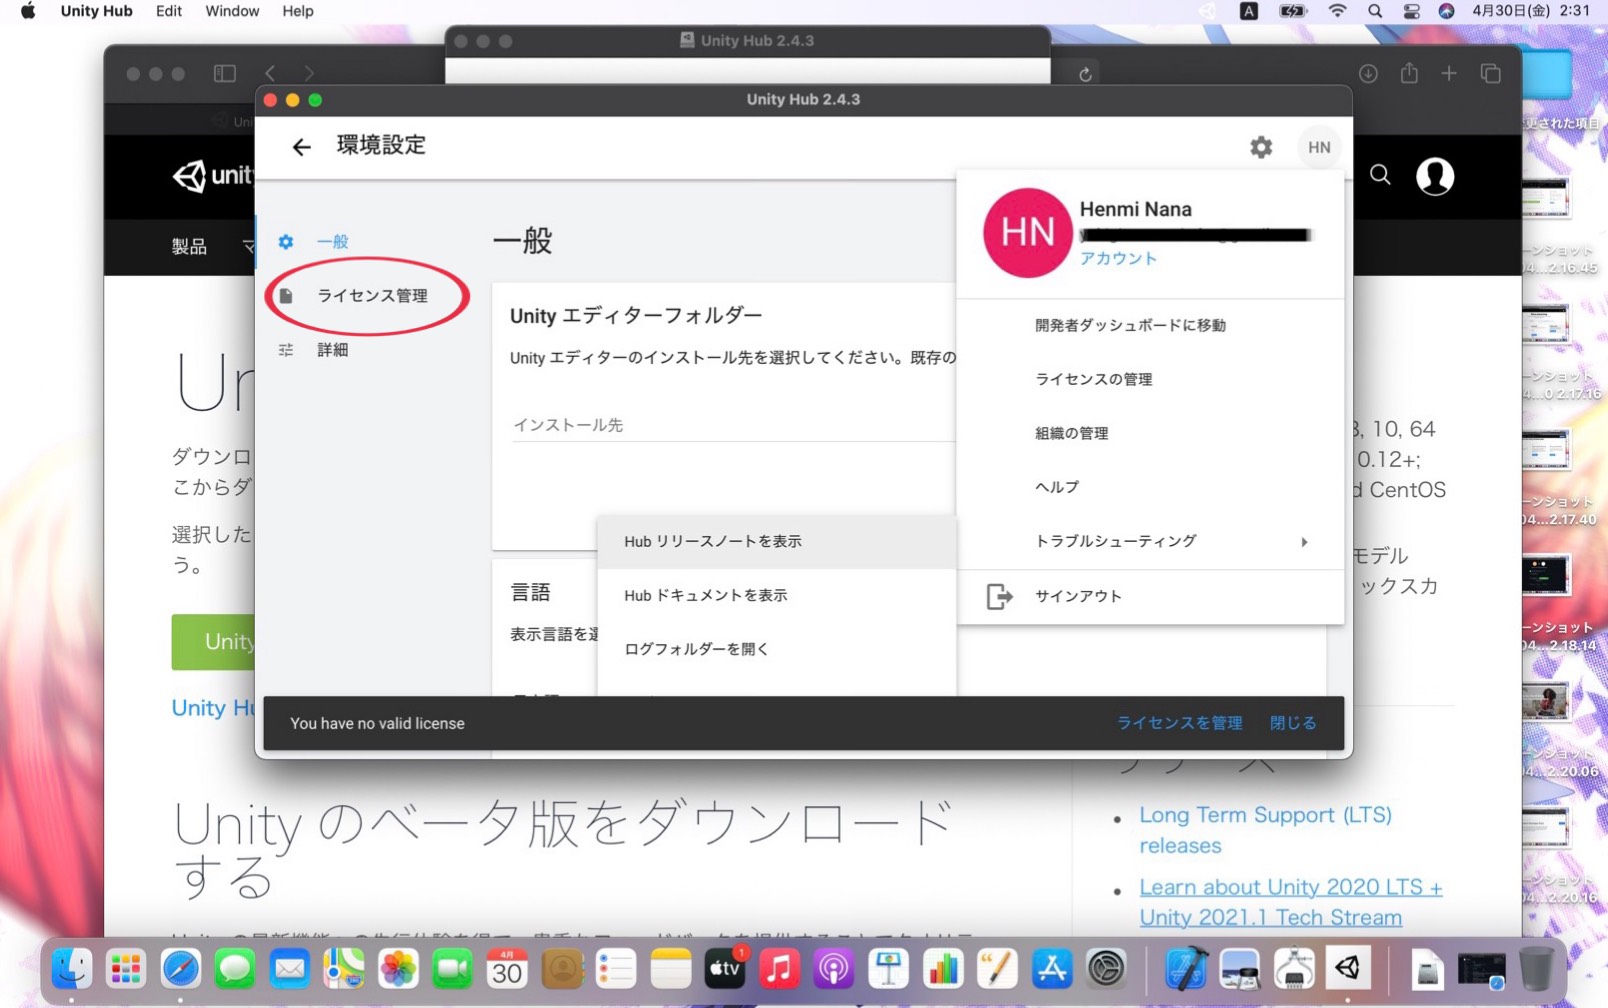 Unity Hub Edit Window Help
A
4月30日(金) 2:31
Unity Hub 2.4.3
Unity Hub 2.4.3
環境設定
HN
unit
製品
一般
ライセンス管理
詳細
一般
Unity エディターフォルダー
Unity エディターのインストール先を選択してください。既存の
インストール先
言語
表示言語を選
HN
Henmi Nana
アカウント
開発者ダッシュボードに移動
ライセンスの管理
組織の管理
ヘルプ
トラブルシューティング
サインアウト
Hub リリースノートを表示
Hub ドキュメントを表示
ログフォルダーを開く
You have no valid license
ライセンスを管理 閉じる
Un
ダウンロ
こからダ
選択した
う。
Unity
Unity Hu
3, 10, 64
0.12+;
d CentOS
モデル
ックスカ
Unity のベータ版をダウンロード
する
Long Term Support (LTS)
releases
Learn about Unity 2020 LTS +
Unity 2021.1 Tech Stream
更された項目
ーンショット
04...2.16.45
ーンショット
...0 2.17.16
ーンショット
04...2.17.40
ーンショット
04...2.18.14
ーンショット
04...2.20.06
ーンショット
04...2.20.16
4月
30
tv
1